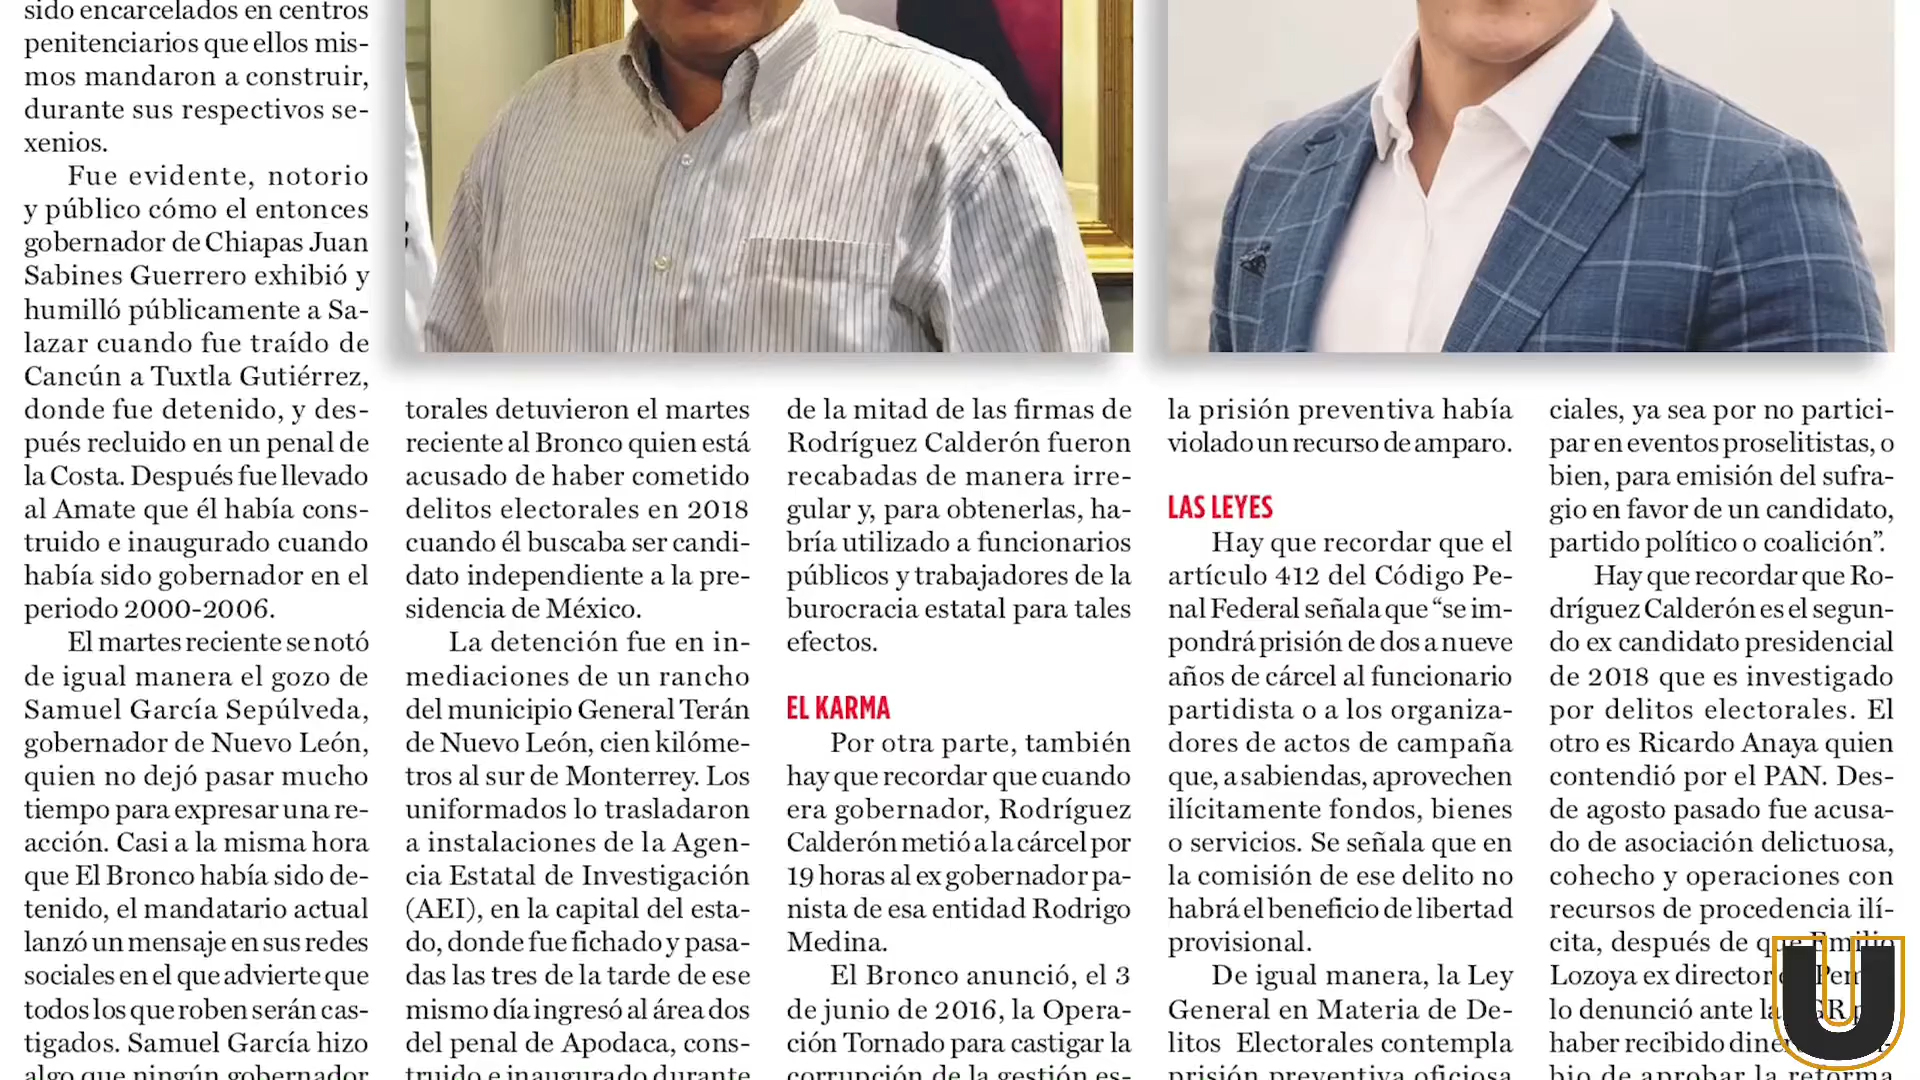 sido encarcelados en centros
penitenciarios que ellos mis-
mos mandaron a construir,
durante sus respectivos se-
xenios.
Fue evidente, notorio
y público cómo el entonces
gobernador de Chiapas Juan
Sabines Guerrero exhibió y
humilló públicamente a Sa-
lazar cuando fue traído de
Cancún a Tuxtla Gutiérrez,
donde fue detenido, y des-
pués recluido en un penal de
la Costa. Después fue llevado
al Amate que él había cons-
truido e inaugurado cuando
había sido gobernador en el
periodo 2000-2006.
El martes reciente se notó
de igual manera el gozo de
Samuel García Sepúlveda,
gobernador de Nuevo León,
quien no dejó pasar mucho
tiempo para expresar una re-
acción. Casi a la misma hora
que El Bronco había sido de-
tenido, el mandatario actual
lanzó un mensaje en sus redes
sociales en el que advierte que
todos los que roben serán cas-
tigados. Samuel García hizo
algo que ningún gobernador
torales detuvieron el martes
reciente al Bronco quien está
acusado de haber cometido
delitos electorales en 2018
cuando él buscaba ser candi-
dato independiente a la pre-
sidencia de México.
La detención fue en in-
mediaciones de un rancho
del municipio General Terán
de Nuevo León, cien kilóme-
tros al sur de Monterrey. Los
uniformados lo trasladaron
a instalaciones de la Agen-
cia Estatal de Investigación
(AEI), en la capital del esta-
do, donde fue fichado y pasa-
das las tres de la tarde de ese
mismo día ingresó al área dos
del penal de Apodaca, cons-
truido e inaugurado durante
de la mitad de las firmas de
Rodríguez Calderón fueron
recabadas de manera irre-
gular y, para obtenerlas, ha-
bría utilizado a funcionarios
públicos y trabajadores de la
burocracia estatal para tales
efectos.
EL KARMA
Por otra parte, también
hay que recordar que cuando
era gobernador, Rodríguez
Calderón metió a la cárcel por
19 horas al ex gobernador pa-
nista de esa entidad Rodrigo
Medina.
El Bronco anunció, el 3
de junio de 2016, la Opera-
ción Tornado para castigar la
corrupción de la gestión es-
la prisión preventiva había
violado un recurso de amparo.
LAS LEYES
Hay que recordar que el
artículo 412 del Código Pe-
nal Federal señala que “se im-
pondrá prisión de dos a nueve
años de cárcel al funcionario
partidista o a los organiza-
dores de actos de campaña
que, a sabiendas, aprovechen
ilícitamente fondos, bienes
o servicios. Se señala que en
la comisión de ese delito no
habrá el beneficio de libertad
provisional.
De igual manera, la Ley
General en Materia de De-
litos Electorales contempla
prisión preventiva oficiosa
ciales, ya sea por no partici-
par en eventos proselitistas, o
bien, para emisión del sufra-
gio en favor de un candidato,
partido político o coalición”.
Hay que recordar que Ro-
dríguez Calderón es el segun-
do ex candidato presidencial
de 2018 que es investigado
por delitos electorales. El
otro es Ricardo Anaya quien
contendió por el PAN. Des-
de agosto pasado fue acusa-
do de asociación delictuosa,
cohecho y operaciones con
recursos de procedencia ilí-
cita, después de que Emilio
Lozoya ex director
lo denunció ante la
haber recibido
bio de aprobar la reforma
U